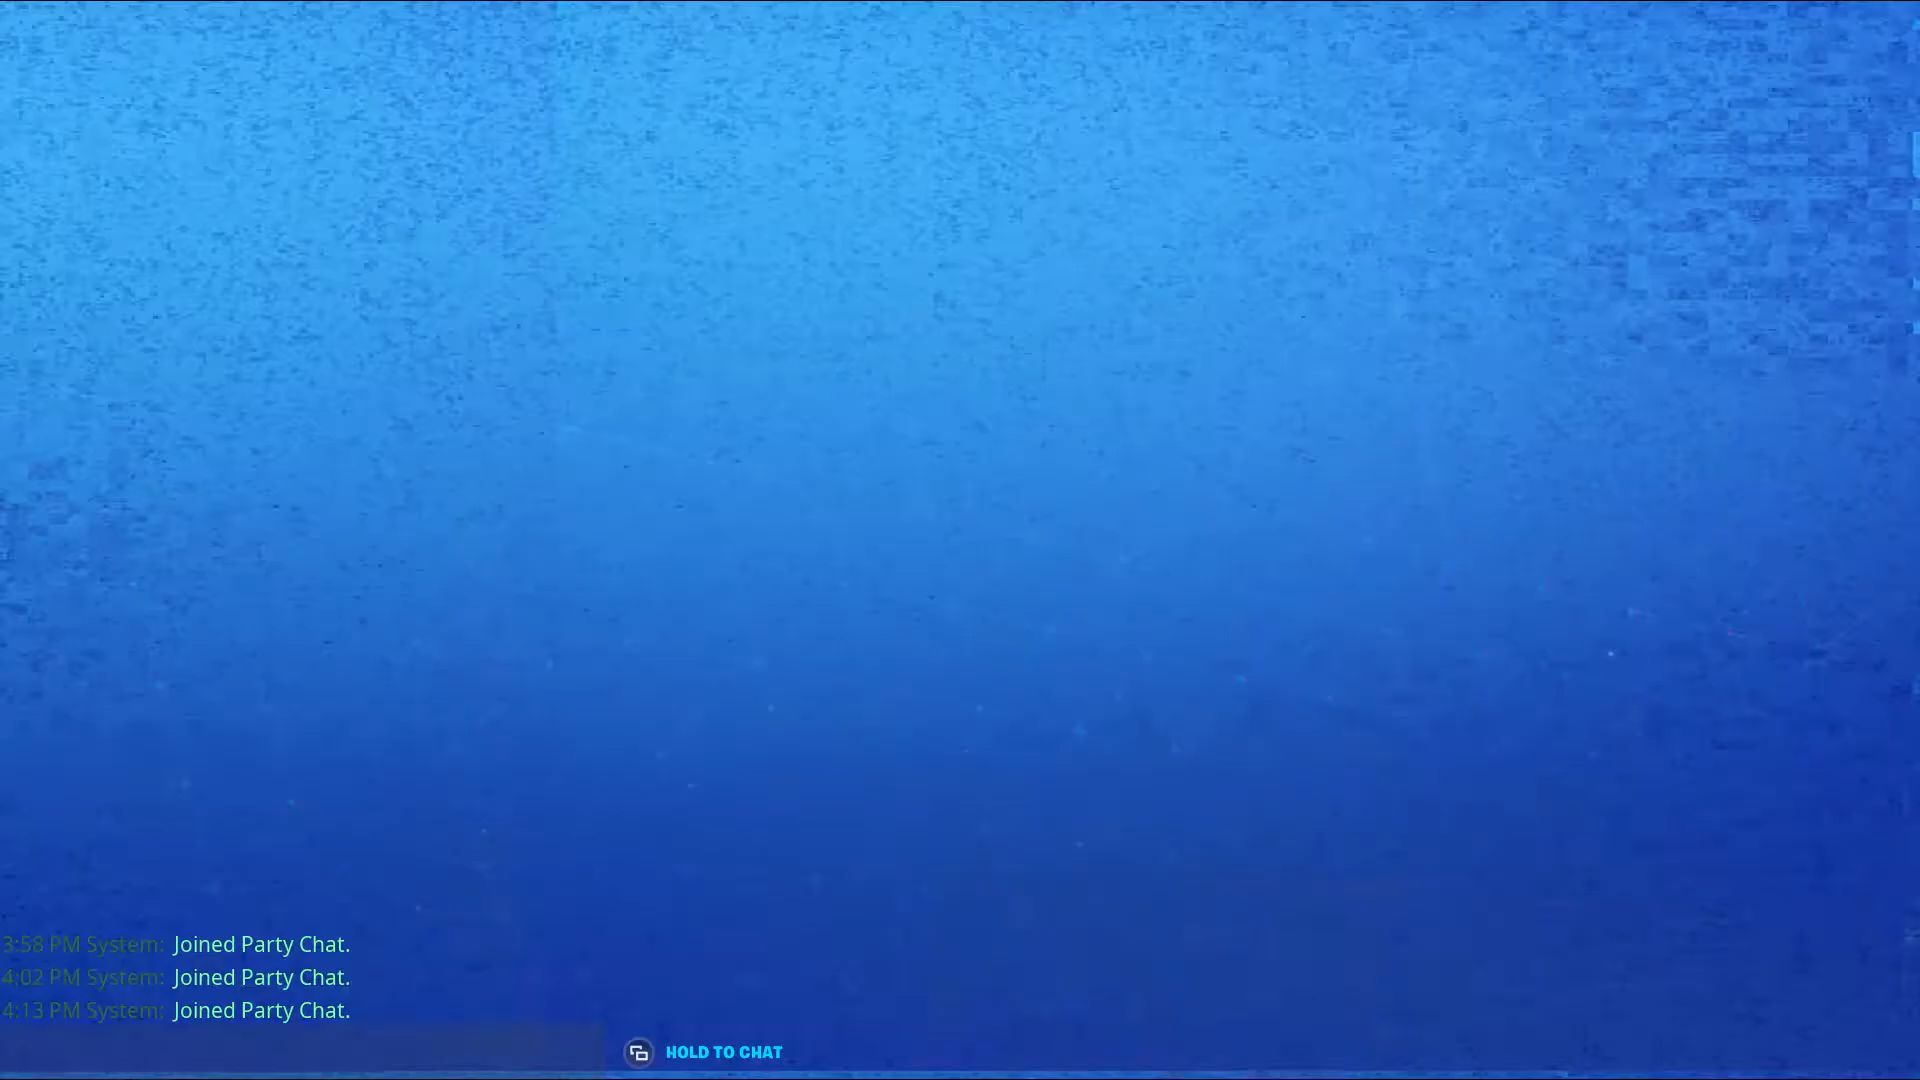 3:58 PM System: Joined Party Chat.
4:02 PM System: Joined Party Chat.
4:13 PM System: Joined Party Chat.
HOLD TO CHAT